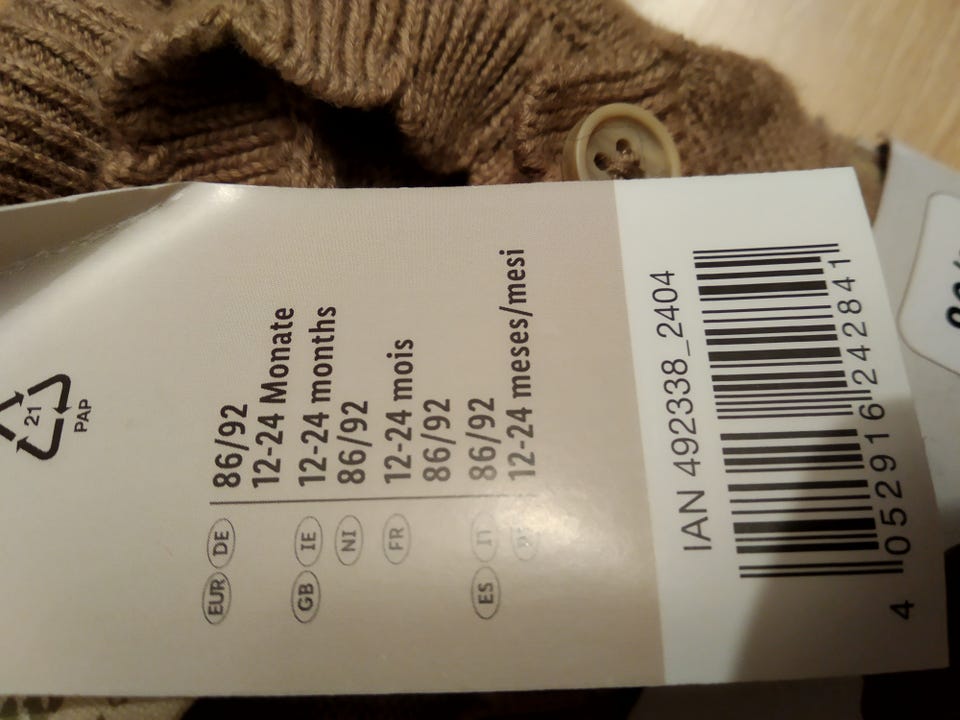 21
PAP
EUR DE 86/92
12-24 Monate
GB IE 12-24 months
NI 86/92
FR 12-24 mois
86/92
ES IT 86/92
12-24 meses/mesi
IAN 492338_2404
4 052916 242841